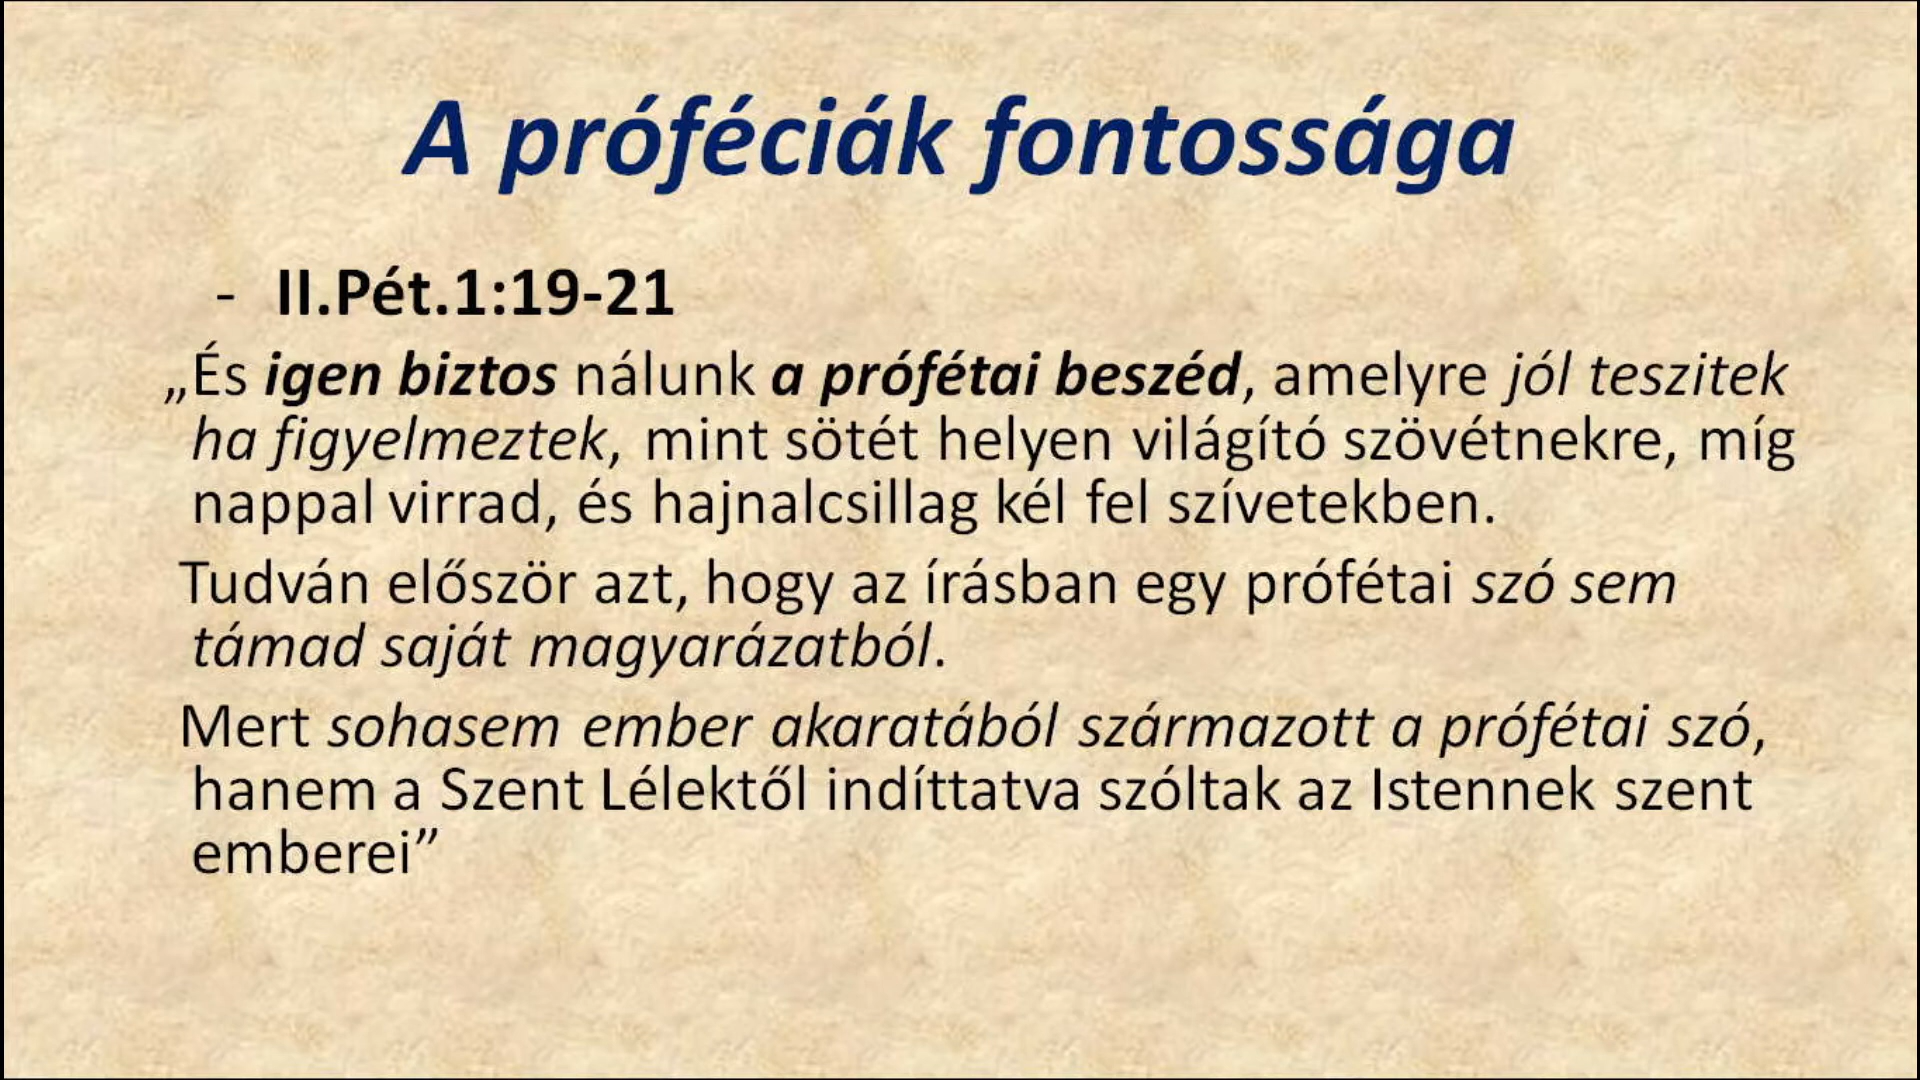 A próféciák fontossága
- II.Pét.1:19-21
„És igen biztos nálunk a prófétai beszéd, amelyre jól teszitek
ha figyelmeztek, mint sötét helyen világító szövétnekre, míg
nappal virrad, és hajnalcsillag kél fel szívetekben.
Tudván először azt, hogy az írásban egy prófétai szó sem
támad saját magyarázatból.
Mert sohasem ember akaratából származott a prófétai szó,
hanem a Szent Lélektől indíttatva szóltak az Istennek szent
emberei”